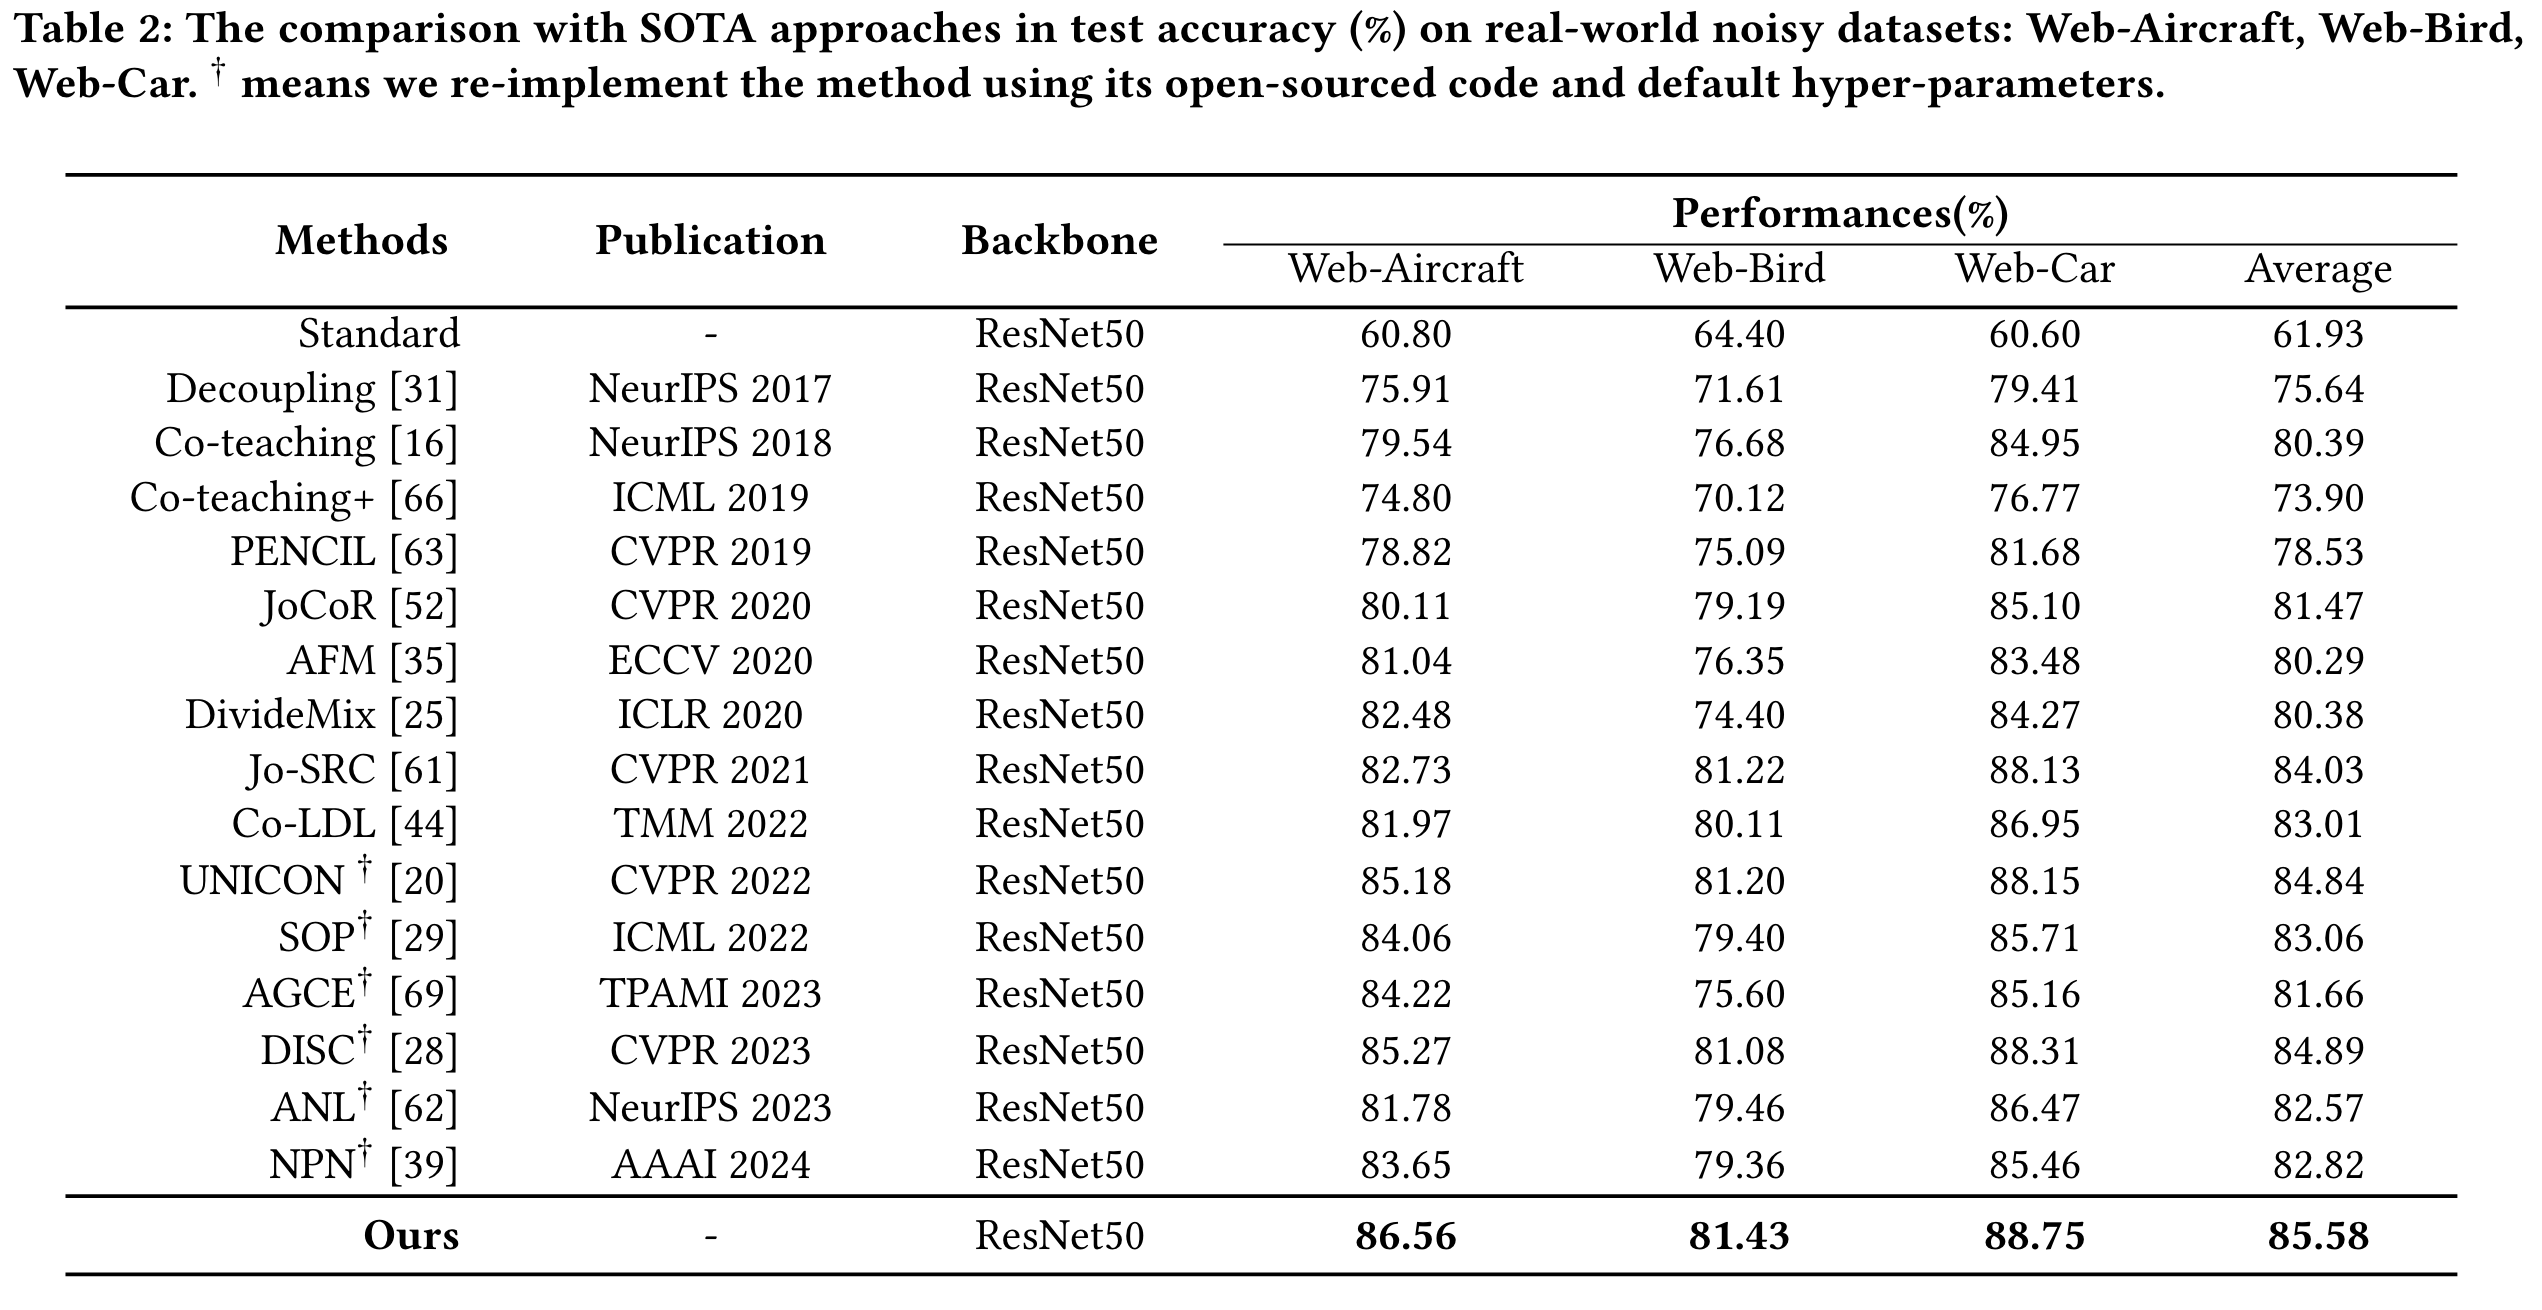 Table 2: The comparison with SOTA approaches in test accuracy (%) on real-world noisy datasets: Web-Aircraft, Web-Bird,
Web-Car. † means we re-implement the method using its open-sourced code and default hyper-parameters.
Methods Publication Backbone Performances(%)
Web-Aircraft Web-Bird Web-Car Average
Standard - ResNet50 60.80 64.40 60.60 61.93
Decoupling [31] NeurIPS 2017 ResNet50 75.91 71.61 79.41 75.64
Co-teaching [16] NeurIPS 2018 ResNet50 79.54 76.68 84.95 80.39
Co-teaching+ [66] ICML 2019 ResNet50 74.80 70.12 76.77 73.90
PENCIL [63] CVPR 2019 ResNet50 78.82 75.09 81.68 78.53
JoCoR [52] CVPR 2020 ResNet50 80.11 79.19 85.10 81.47
AFM [35] ECCV 2020 ResNet50 81.04 76.35 83.48 80.29
DivideMix [25] ICLR 2020 ResNet50 82.48 74.40 84.27 80.38
Jo-SRC [61] CVPR 2021 ResNet50 82.73 81.22 88.13 84.03
Co-LDL [44] TMM 2022 ResNet50 81.97 80.11 86.95 83.01
UNICON † [20] CVPR 2022 ResNet50 85.18 81.20 88.15 84.84
SOP† [29] ICML 2022 ResNet50 84.06 79.40 85.71 83.06
AGCE† [69] TPAMI 2023 ResNet50 84.22 75.60 85.16 81.66
DISC† [28] CVPR 2023 ResNet50 85.27 81.08 88.31 84.89
ANL† [62] NeurIPS 2023 ResNet50 81.78 79.46 86.47 82.57
NPN† [39] AAAI 2024 ResNet50 83.65 79.36 85.46 82.82
Ours - ResNet50 86.56 81.43 88.75 85.58